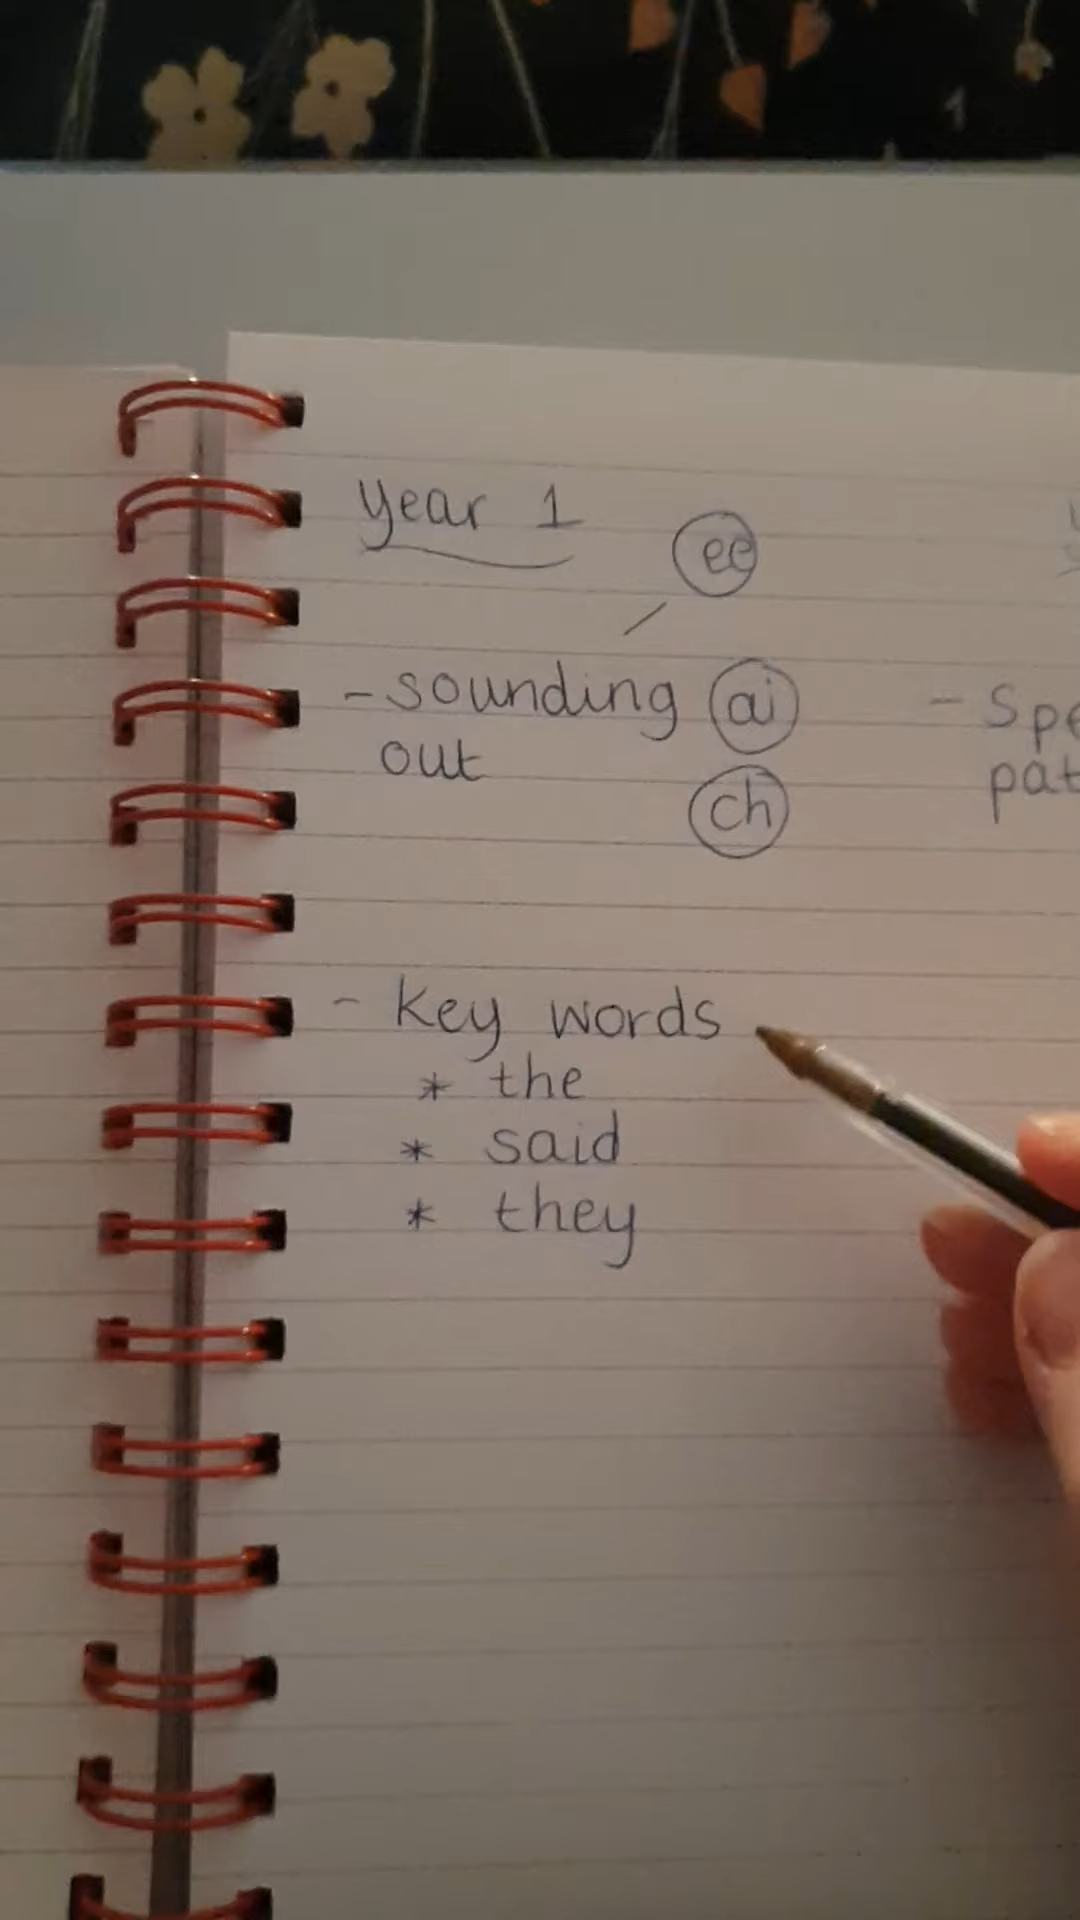 year 1
ee
- sounding ai
out
ch
- key words
* the
* said
* they